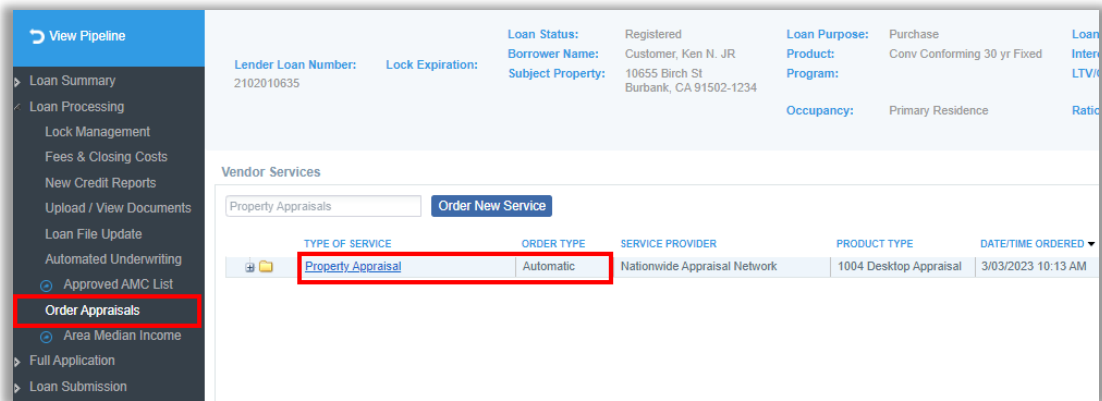 View Pipeline
Loan Summary
Loan Processing
Lock Management
Fees & Closing Costs
New Credit Reports
Upload / View Documents
Loan File Update
Automated Underwriting
Approved AMC List
Order Appraisals
Area Median Income
Full Application
Loan Submission
Lender Loan Number:
2102010635
Lock Expiration:
Loan Status: Registered
Borrower Name: Customer, Ken N. JR
Subject Property: 10655 Birch St
Burbank, CA 91502-1234
Loan Purpose: Purchase
Product: Conv Conforming 30 yr Fixed
Program:
Occupancy: Primary Residence
Loan
Inter
LTV/
Ratio
Vendor Services
Property Appraisals Order New Service
TYPE OF SERVICE ORDER TYPE SERVICE PROVIDER PRODUCT TYPE DATE/TIME ORDERED
Property Appraisal Automatic Nationwide Appraisal Network 1004 Desktop Appraisal 3/03/2023 10:13 AM